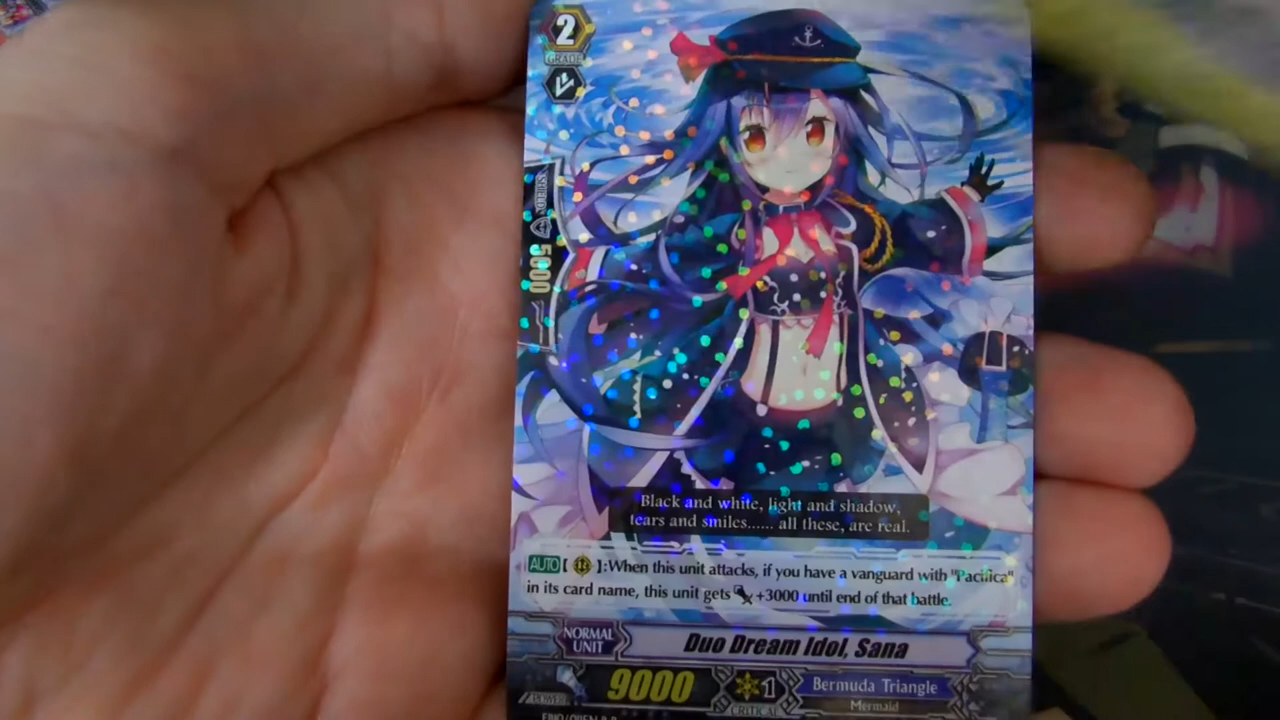 2
GRADE
SHIELD
5000
Black and white, light and shadow,
tears and smiles...... all these, are real.
AUTO【 】:When this unit attacks, if you have a vanguard with "Pacifica"
in its card name, this unit gets +3000 until end of that battle.
NORMAL
UNIT
Duo Dream Idol, Sana
POWER
9000
1
CRITICAL
Bermuda Triangle
Mermaid